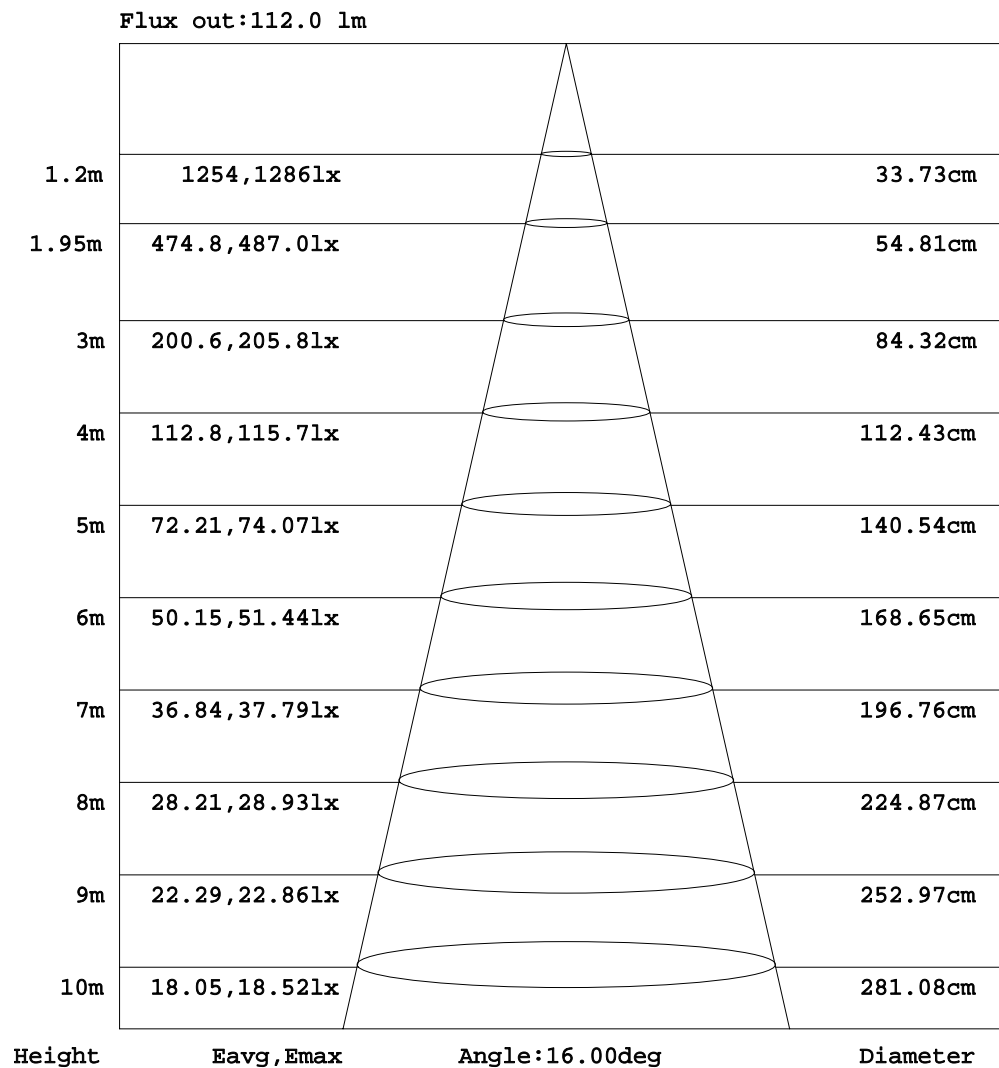 Flux out:112.0 lm
1.2m 1254,1286lx 33.73cm
1.95m 474.8,487.0lx 54.81cm
3m 200.6,205.8lx 84.32cm
4m 112.8,115.7lx 112.43cm
5m 72.21,74.07lx 140.54cm
6m 50.15,51.44lx 168.65cm
7m 36.84,37.79lx 196.76cm
8m 28.21,28.93lx 224.87cm
9m 22.29,22.86lx 252.97cm
10m 18.05,18.52lx 281.08cm
Height Eavg,Emax Angle:16.00deg Diameter